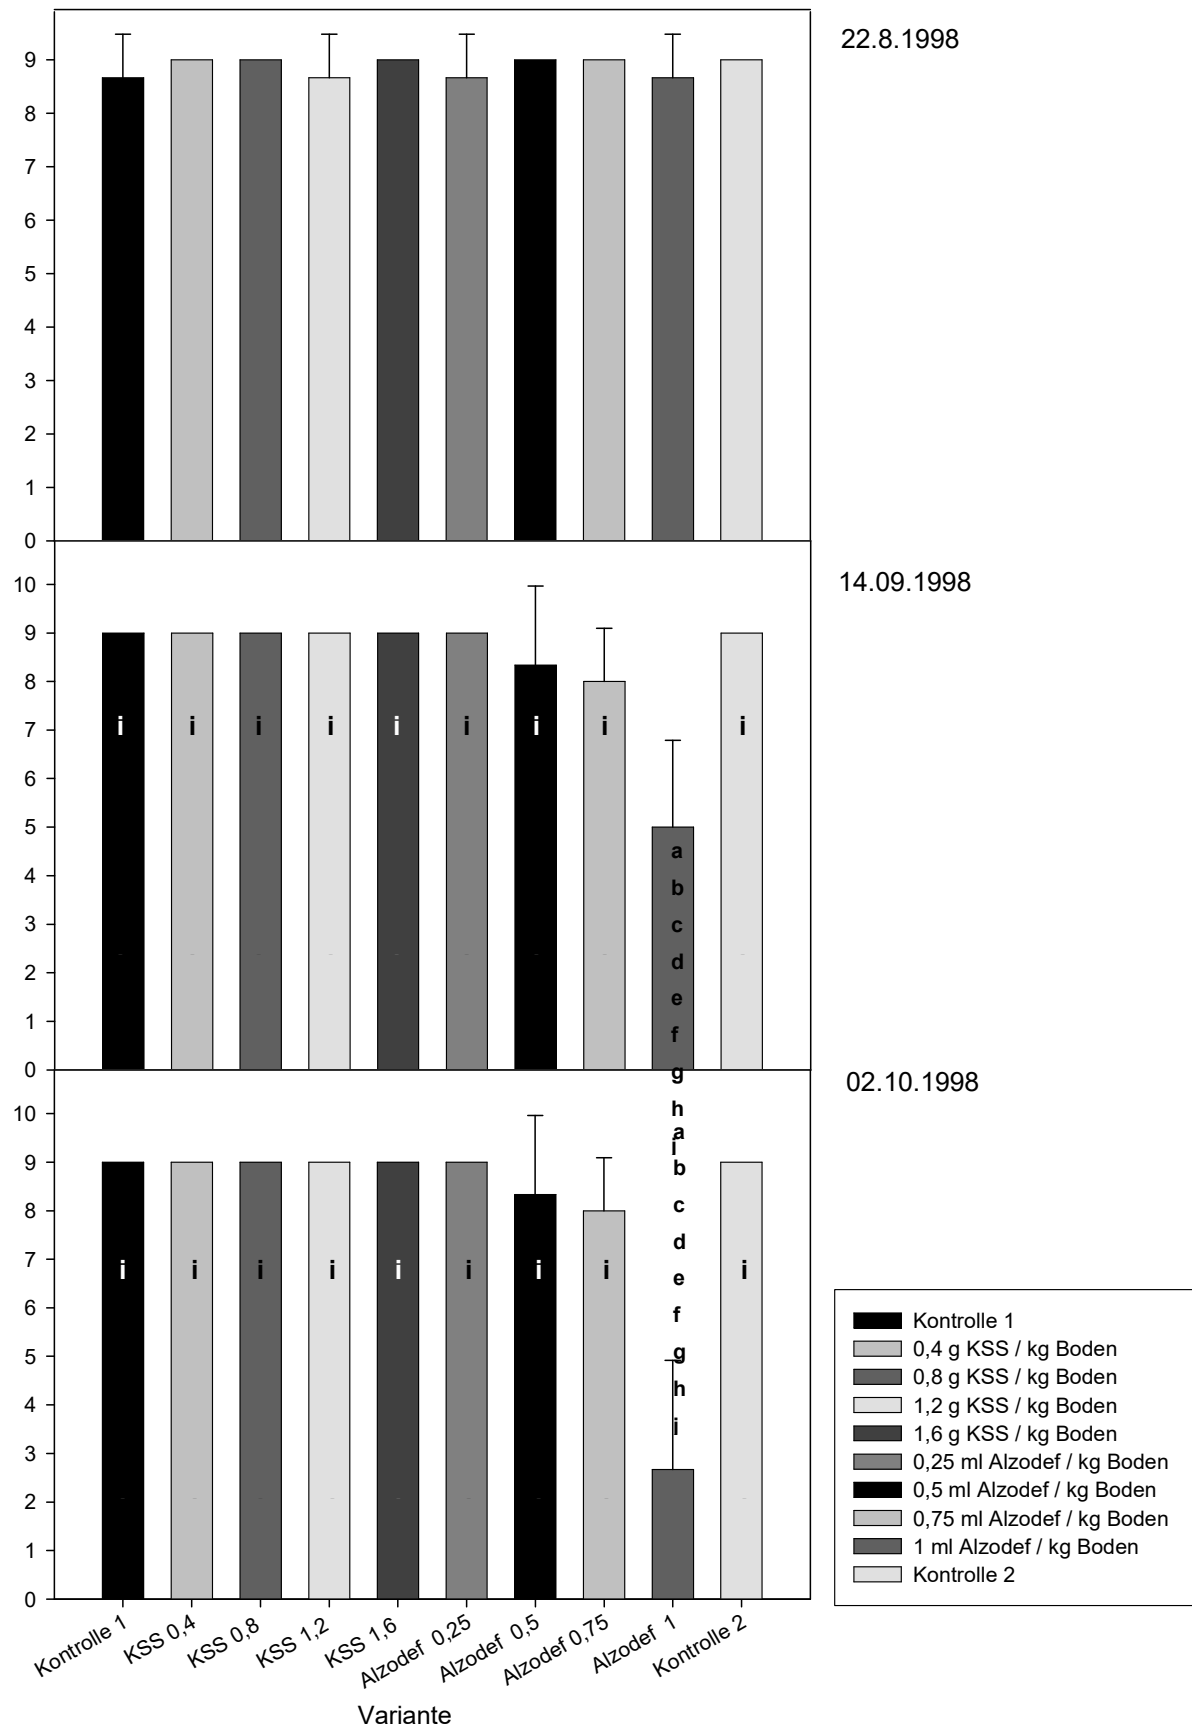 22.8.1998
9
8
7
6
5
4
3
2
1
0
14.09.1998
10
9
8
7
6
5
4
3
2
1
0
i i i i i i i i i
a
b
c
d
e
f
g
h
i
02.10.1998
10
9
8
7
6
5
4
3
2
1
0
i i i i i i i i i
a
b
c
d
e
f
g
h
i
Kontrolle 1
KSS 0,4
KSS 0,8
KSS 1,2
KSS 1,6
Alzodef 0,25
Alzodef 0,5
Alzodef 0,75
Alzodef 1
Kontrolle 2
Variante
Kontrolle 1
0,4 g KSS / kg Boden
0,8 g KSS / kg Boden
1,2 g KSS / kg Boden
1,6 g KSS / kg Boden
0,25 ml Alzodef / kg Boden
0,5 ml Alzodef / kg Boden
0,75 ml Alzodef / kg Boden
1 ml Alzodef / kg Boden
Kontrolle 2